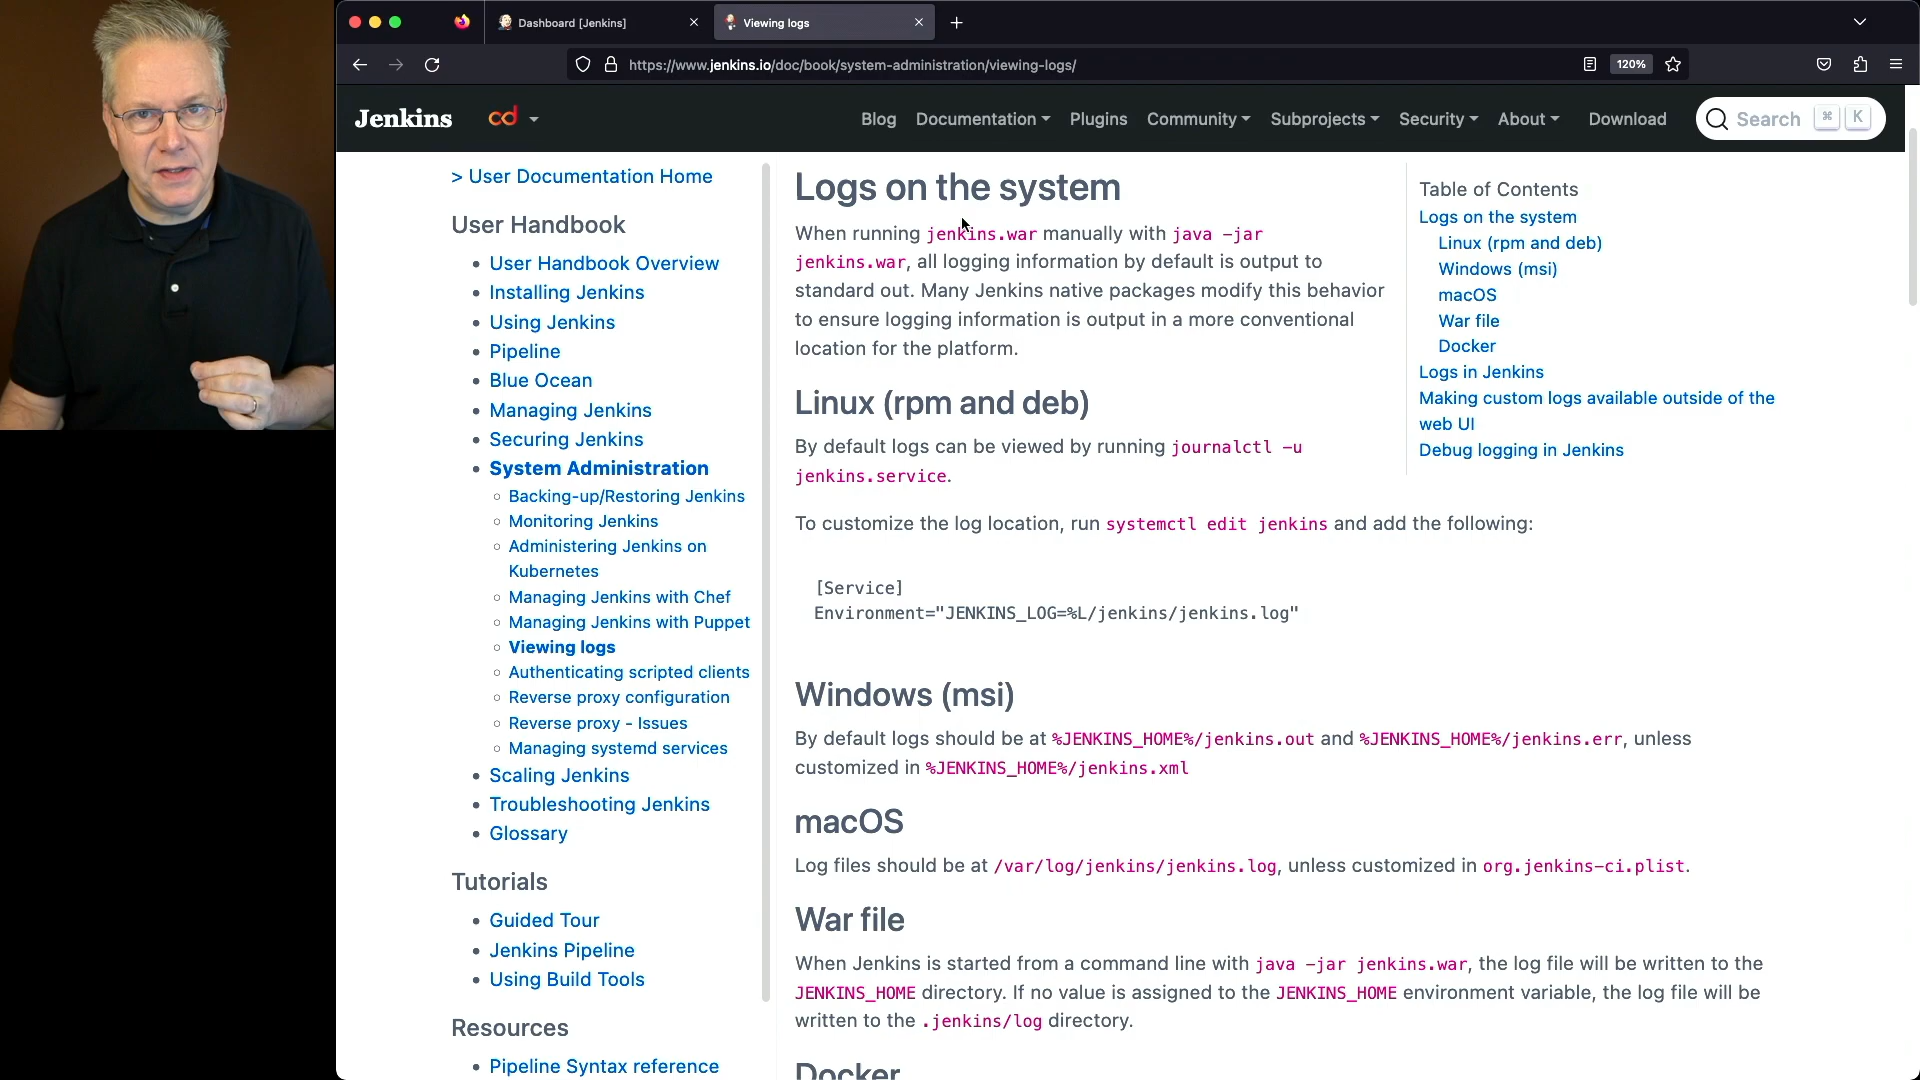 Dashboard [Jenkins]
Viewing logs
https://www.jenkins.io/doc/book/system-administration/viewing-logs/
120%
Jenkins
cd
Blog
Documentation
Plugins
Community
Subprojects
Security
About
Download
Search ⌘ K
> User Documentation Home
User Handbook
User Handbook Overview
Installing Jenkins
Using Jenkins
Pipeline
Blue Ocean
Managing Jenkins
Securing Jenkins
System Administration
Backing-up/Restoring Jenkins
Monitoring Jenkins
Administering Jenkins on
Kubernetes
Managing Jenkins with Chef
Managing Jenkins with Puppet
Viewing logs
Authenticating scripted clients
Reverse proxy configuration
Reverse proxy - Issues
Managing systemd services
Scaling Jenkins
Troubleshooting Jenkins
Glossary
Tutorials
Guided Tour
Jenkins Pipeline
Using Build Tools
Resources
Pipeline Syntax reference
Logs on the system
When running jenkins.war manually with java -jar
jenkins.war, all logging information by default is output to
standard out. Many Jenkins native packages modify this behavior
to ensure logging information is output in a more conventional
location for the platform.
Linux (rpm and deb)
By default logs can be viewed by running journalctl -u
jenkins.service.
To customize the log location, run systemctl edit jenkins and add the following:
[Service]
Environment="JENKINS_LOG=%L/jenkins/jenkins.log"
Windows (msi)
By default logs should be at %JENKINS_HOME%/jenkins.out and %JENKINS_HOME%/jenkins.err, unless
customized in %JENKINS_HOME%/jenkins.xml
macOS
Log files should be at /var/log/jenkins/jenkins.log, unless customized in org.jenkins-ci.plist.
War file
When Jenkins is started from a command line with java -jar jenkins.war, the log file will be written to the
JENKINS_HOME directory. If no value is assigned to the JENKINS_HOME environment variable, the log file will be
written to the .jenkins/log directory.
Docker
Table of Contents
Logs on the system
Linux (rpm and deb)
Windows (msi)
macOS
War file
Docker
Logs in Jenkins
Making custom logs available outside of the
web UI
Debug logging in Jenkins